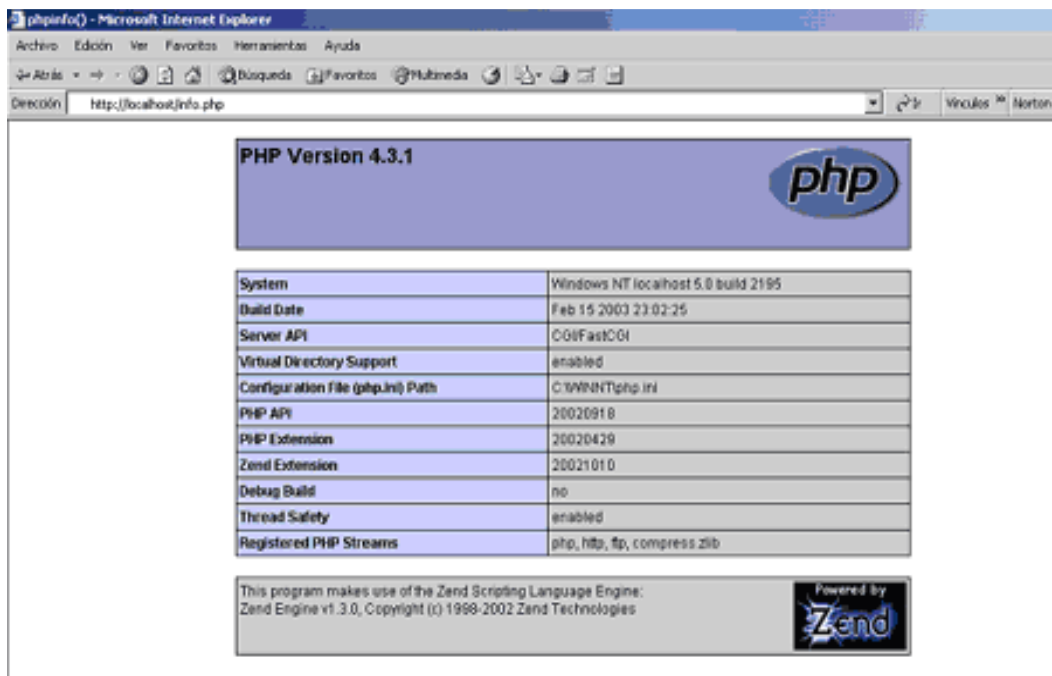 phpinfo() - Microsoft Internet Explorer
Archivo Edición Ver Favoritos Herramientas Ayuda
Atrás Búsqueda Favoritos Multimedia
Dirección http://localhost/info.php Ir Vínculos » Norton
PHP Version 4.3.1
php
System Windows NT localhost 5.0 build 2195
Build Date Feb 15 2003 23:02:25
Server API CGI/FastCGI
Virtual Directory Support enabled
Configuration File (php.ini) Path C:\WINNT\php.ini
PHP API 20020918
PHP Extension 20020429
Zend Extension 20021010
Debug Build no
Thread Safety enabled
Registered PHP Streams php, http, ftp, compress.zlib
This program makes use of the Zend Scripting Language Engine:
Zend Engine v1.3.0, Copyright (c) 1998-2002 Zend Technologies
Powered by
Zend